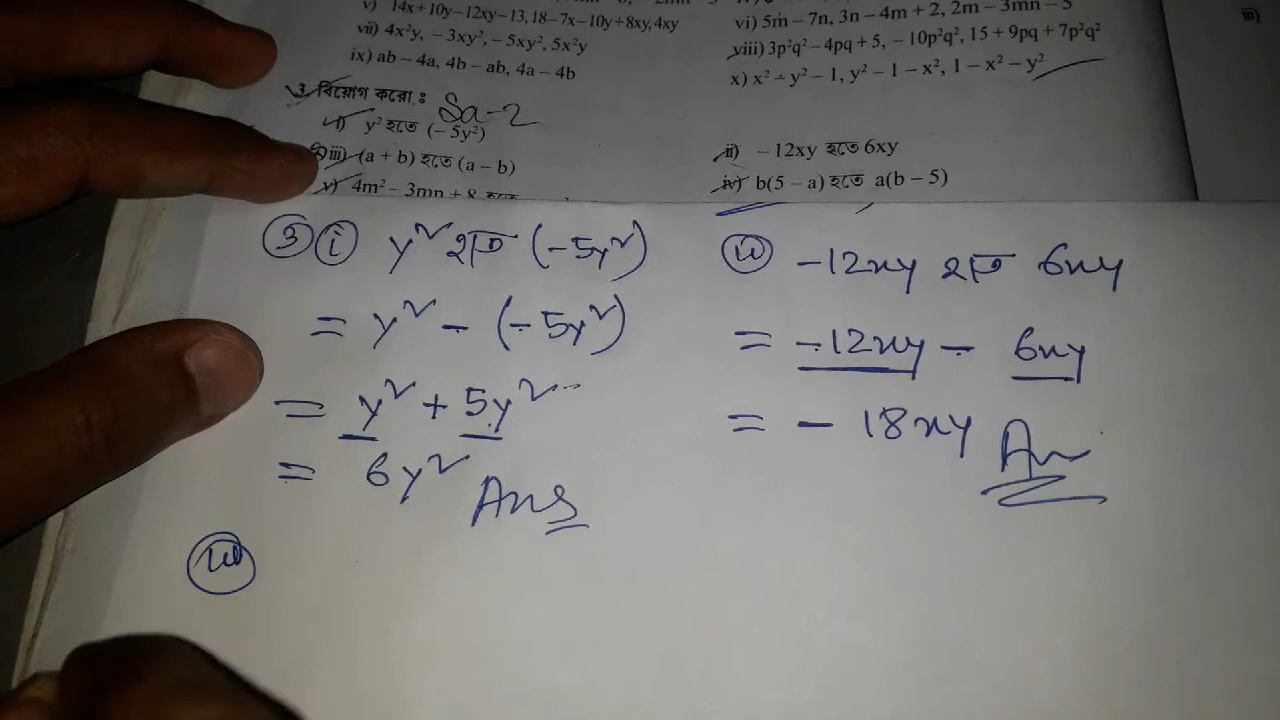 v) 14x+10y−12xy−13, 18−7x−10y+8xy, 4xy
vi) 5m − 7n, 3n − 4m + 2, 2m − 3mn − 5
vii) 4x²y, −3xy², −5xy², 5x²y
viii) 3p²q² − 4pq + 5, −10p²q², 15 + 9pq + 7p²q²
ix) ab − 4a, 4b − ab, 4a − 4b
x) x² − y² − 1, y² − 1 − x², 1 − x² − y²
iii)
৩. বিয়োগ করো :
i) y² হতে (−5y²)
ii) −12xy হতে 6xy
iii) (a + b) হতে (a − b)
iv) b(5 − a) হতে a(b − 5)
v) 4m² − 3mn + 8
3 i y² হতে (−5y²)
= y² − (−5y²)
= y² + 5y²
= 6y² Ans
ii −12xy হতে 6xy
= −12xy − 6xy
= − 18xy Ans
iii